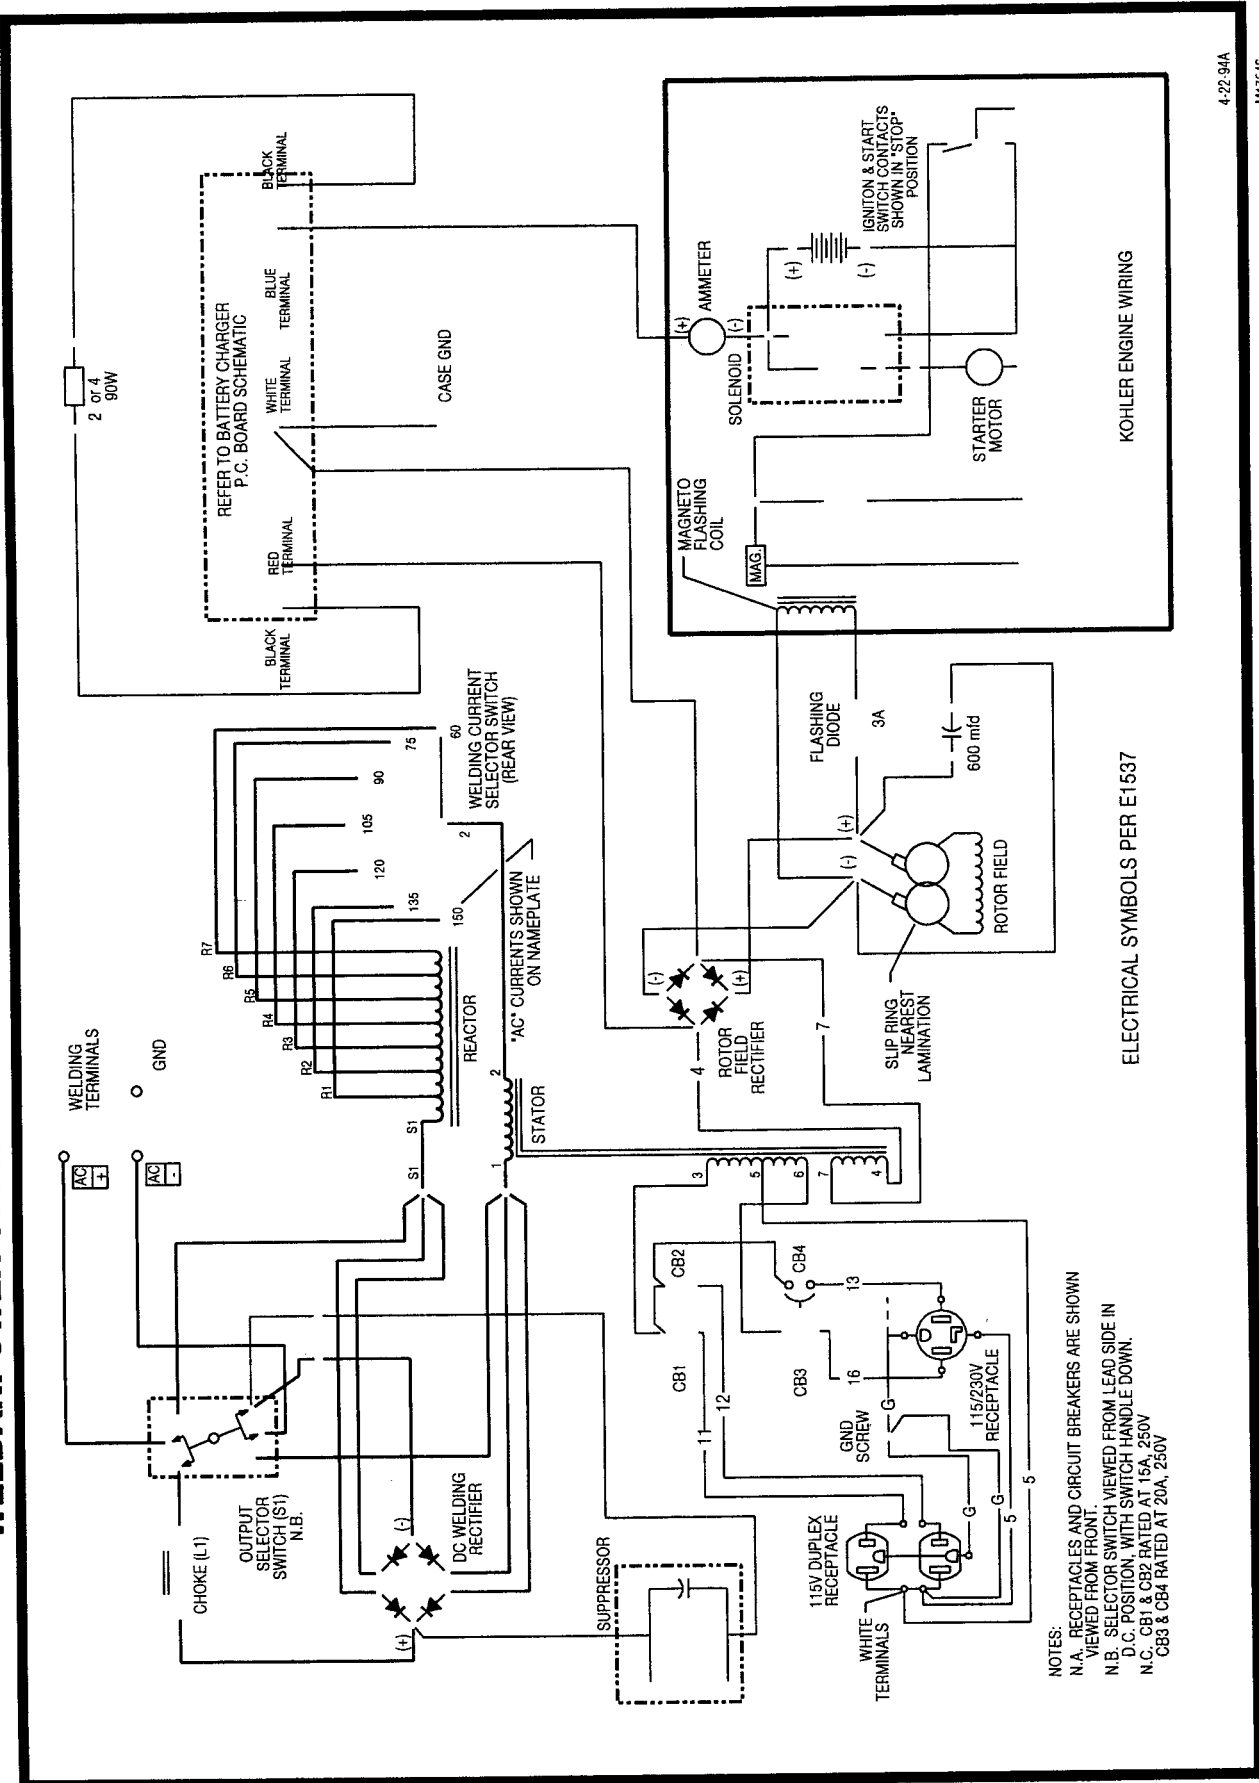 4-22-94A
WELDING
TERMINALS
AC
+
AC
-
GND
2 or 4
90W
REFER TO BATTERY CHARGER
P.C. BOARD SCHEMATIC
BLACK
TERMINAL
RED
TERMINAL
WHITE
TERMINAL
BLUE
TERMINAL
BLACK
TERMINAL
CASE GND
CHOKE (L1)
OUTPUT
SELECTOR
SWITCH (S1)
N.B.
(+)
(-)
DC WELDING
RECTIFIER
S1
S1
R1
R2
R3
R4
R5
R6
R7
REACTOR
150
135
120
105
90
75
60
2
WELDING CURRENT
SELECTOR SWITCH
(REAR VIEW)
"AC" CURRENTS SHOWN
ON NAMEPLATE
1
2
STATOR
SUPPRESSOR
3
5
6
7
4
CB2
CB1
CB4
CB3
11
12
13
16
4
7
ROTOR
FIELD
RECTIFIER
(-)
(+)
(-)
(+)
SLIP RING
NEAREST
LAMINATION
ROTOR FIELD
600 mfd
FLASHING
DIODE
3A
MAGNETO
FLASHING
COIL
MAG.
SOLENOID
(+)
(-)
AMMETER
(+)
(-)
STARTER
MOTOR
IGNITON & START
SWITCH CONTACTS
SHOWN IN "STOP"
POSITION
KOHLER ENGINE WIRING
115V DUPLEX
RECEPTACLE
WHITE
TERMINALS
GND
SCREW
G
G
G
5
5
115/230V
RECEPTACLE
ELECTRICAL SYMBOLS PER E1537
NOTES:
N.A. RECEPTACLES AND CIRCUIT BREAKERS ARE SHOWN
VIEWED FROM FRONT.
N.B. SELECTOR SWITCH VIEWED FROM LEAD SIDE IN
D.C. POSITION, WITH SWITCH HANDLE DOWN.
N.C. CB1 & CB2 RATED AT 15A, 250V
CB3 & CB4 RATED AT 20A, 250V